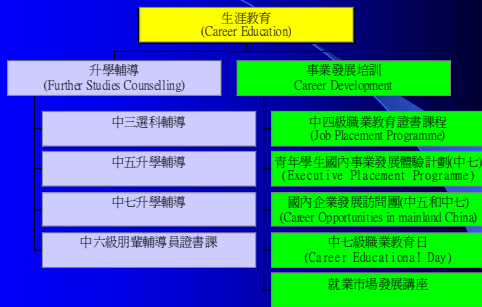 生涯教育
(Career Education)
升學輔導
(Further Studies Counselling)
事業發展培訓
Career Development
中三選科輔導
中五升學輔導
中七升學輔導
中六級朋輩輔導員證書課
中四級職業教育證書課程
(Job Placement Programme)
青年學生國內事業發展體驗計劃(中七)
(Executive Placement Programme)
國內企業發展訪問團(中五和中七)
(Career Opportunities in mainland China)
中七級職業教育日
(Career Educational Day)
就業市場發展講座